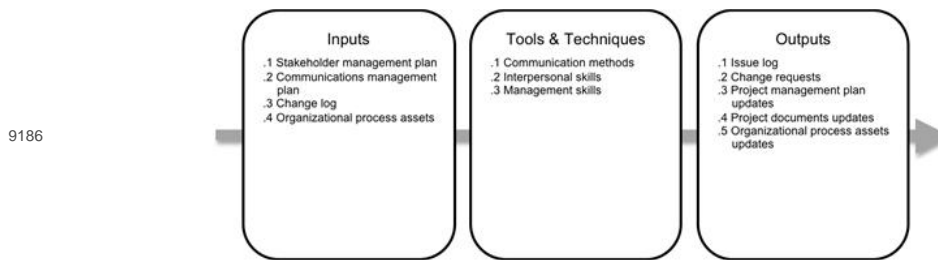 Inputs
.1 Stakeholder management plan
.2 Communications management
plan
.3 Change log
.4 Organizational process assets
Tools & Techniques
.1 Communication methods
.2 Interpersonal skills
.3 Management skills
Outputs
.1 Issue log
.2 Change requests
.3 Project management plan
updates
.4 Project documents updates
.5 Organizational process assets
updates
9186